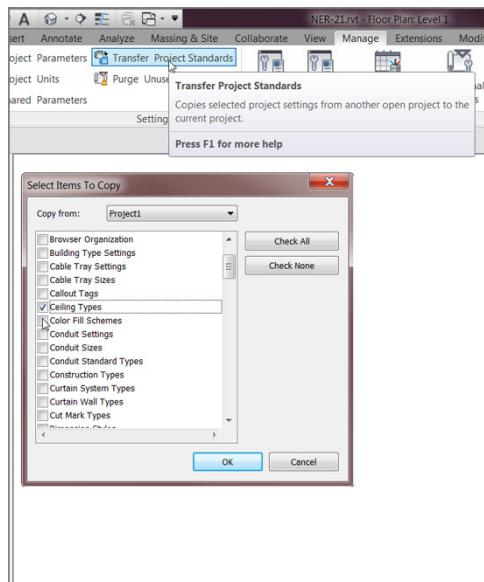 A
NER-21.rvt - Floor Plan: Level 1
sert Annotate Analyze Massing & Site Collaborate View Manage Extensions Modi
oject Parameters Transfer Project Standards
oject Units Purge Unuse
ared Parameters
Setting
Transfer Project Standards
Copies selected project settings from another open project to the
current project.
Press F1 for more help
Select Items To Copy
Copy from: Project1
Browser Organization
Building Type Settings
Cable Tray Settings
Cable Tray Sizes
Callout Tags
Ceiling Types
Color Fill Schemes
Conduit Settings
Conduit Sizes
Conduit Standard Types
Construction Types
Curtain System Types
Curtain Wall Types
Cut Mark Types
Dimension Styles
Check All
Check None
OK Cancel